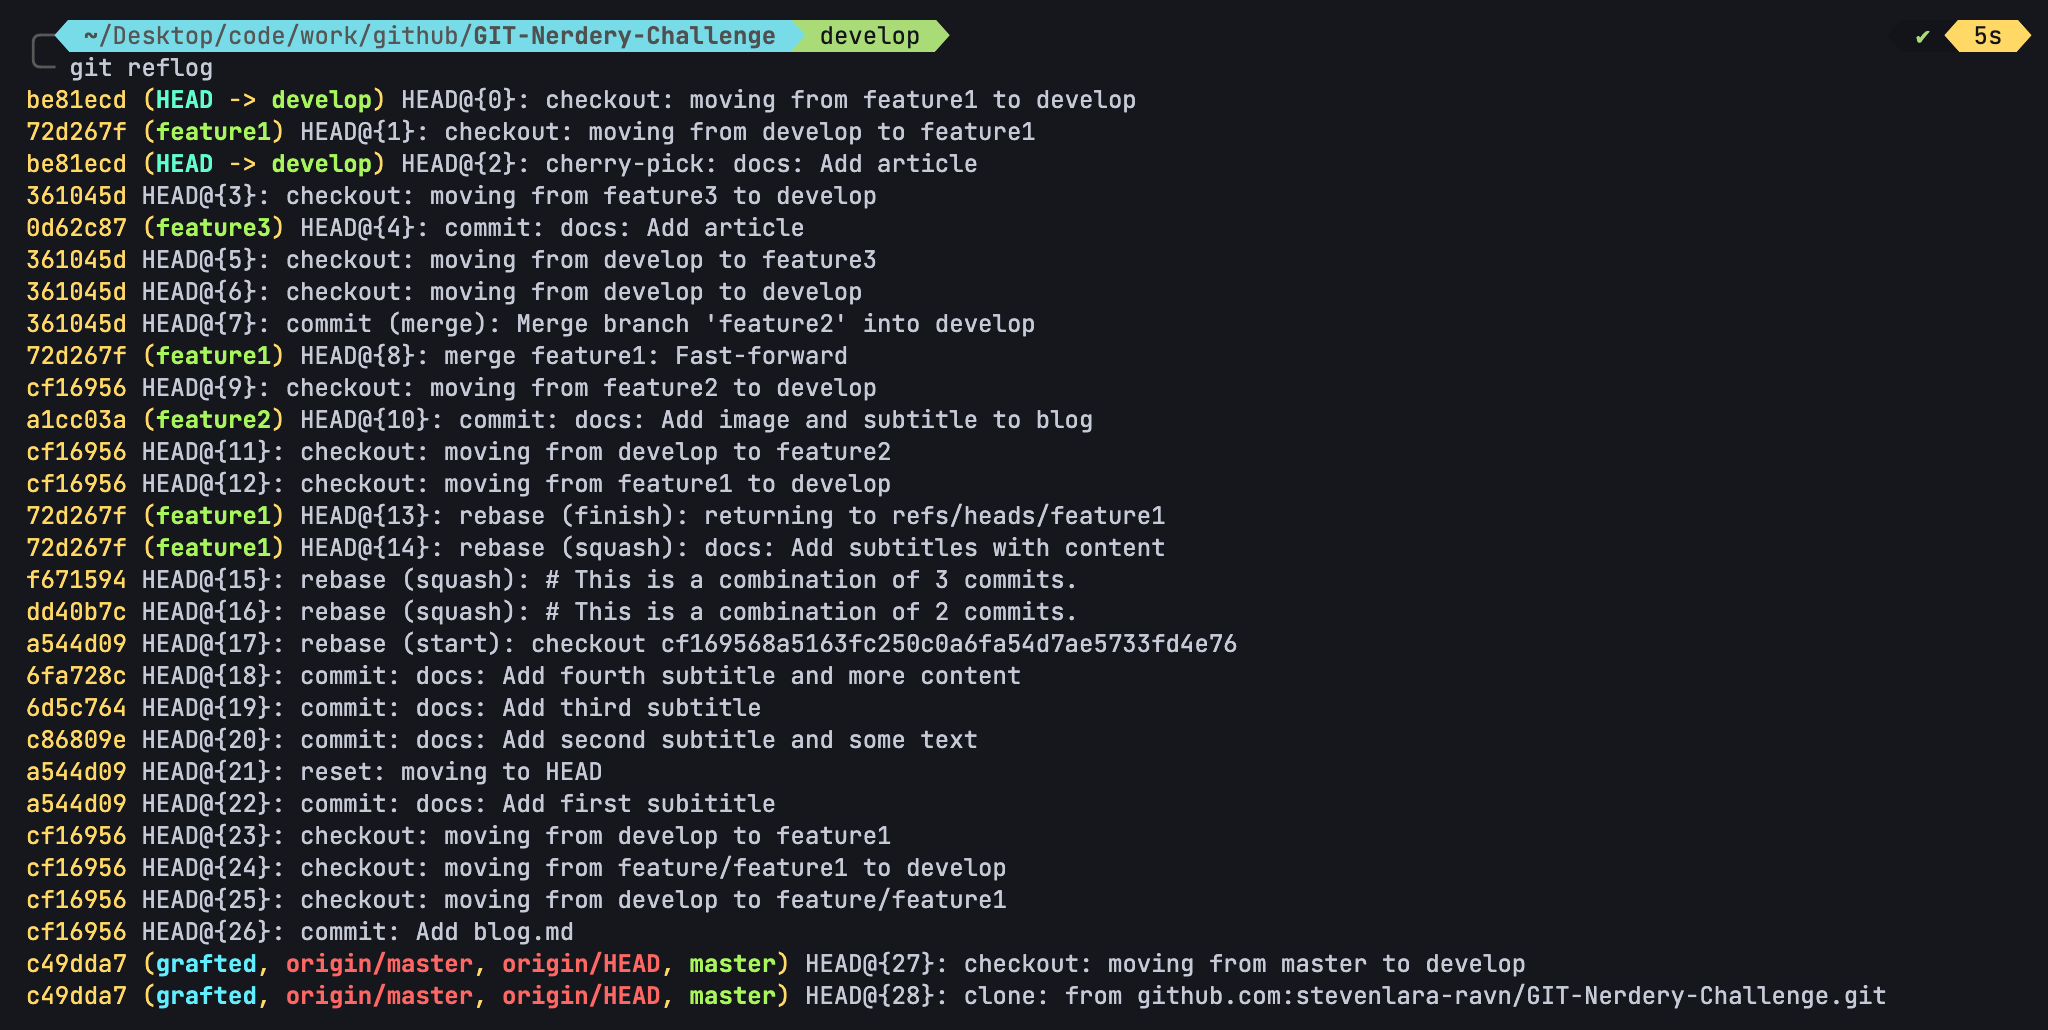 ~/Desktop/code/work/github/GIT-Nerdery-Challenge develop ✔ 5s
git reflog
be81ecd (HEAD -> develop) HEAD@{0}: checkout: moving from feature1 to develop
72d267f (feature1) HEAD@{1}: checkout: moving from develop to feature1
be81ecd (HEAD -> develop) HEAD@{2}: cherry-pick: docs: Add article
361045d HEAD@{3}: checkout: moving from feature3 to develop
0d62c87 (feature3) HEAD@{4}: commit: docs: Add article
361045d HEAD@{5}: checkout: moving from develop to feature3
361045d HEAD@{6}: checkout: moving from develop to develop
361045d HEAD@{7}: commit (merge): Merge branch 'feature2' into develop
72d267f (feature1) HEAD@{8}: merge feature1: Fast-forward
cf16956 HEAD@{9}: checkout: moving from feature2 to develop
a1cc03a (feature2) HEAD@{10}: commit: docs: Add image and subtitle to blog
cf16956 HEAD@{11}: checkout: moving from develop to feature2
cf16956 HEAD@{12}: checkout: moving from feature1 to develop
72d267f (feature1) HEAD@{13}: rebase (finish): returning to refs/heads/feature1
72d267f (feature1) HEAD@{14}: rebase (squash): docs: Add subtitles with content
f671594 HEAD@{15}: rebase (squash): # This is a combination of 3 commits.
dd40b7c HEAD@{16}: rebase (squash): # This is a combination of 2 commits.
a544d09 HEAD@{17}: rebase (start): checkout cf169568a5163fc250c0a6fa54d7ae5733fd4e76
6fa728c HEAD@{18}: commit: docs: Add fourth subtitle and more content
6d5c764 HEAD@{19}: commit: docs: Add third subtitle
c86809e HEAD@{20}: commit: docs: Add second subtitle and some text
a544d09 HEAD@{21}: reset: moving to HEAD
a544d09 HEAD@{22}: commit: docs: Add first subititle
cf16956 HEAD@{23}: checkout: moving from develop to feature1
cf16956 HEAD@{24}: checkout: moving from feature/feature1 to develop
cf16956 HEAD@{25}: checkout: moving from develop to feature/feature1
cf16956 HEAD@{26}: commit: Add blog.md
c49dda7 (grafted, origin/master, origin/HEAD, master) HEAD@{27}: checkout: moving from master to develop
c49dda7 (grafted, origin/master, origin/HEAD, master) HEAD@{28}: clone: from github.com:stevenlara-ravn/GIT-Nerdery-Challenge.git